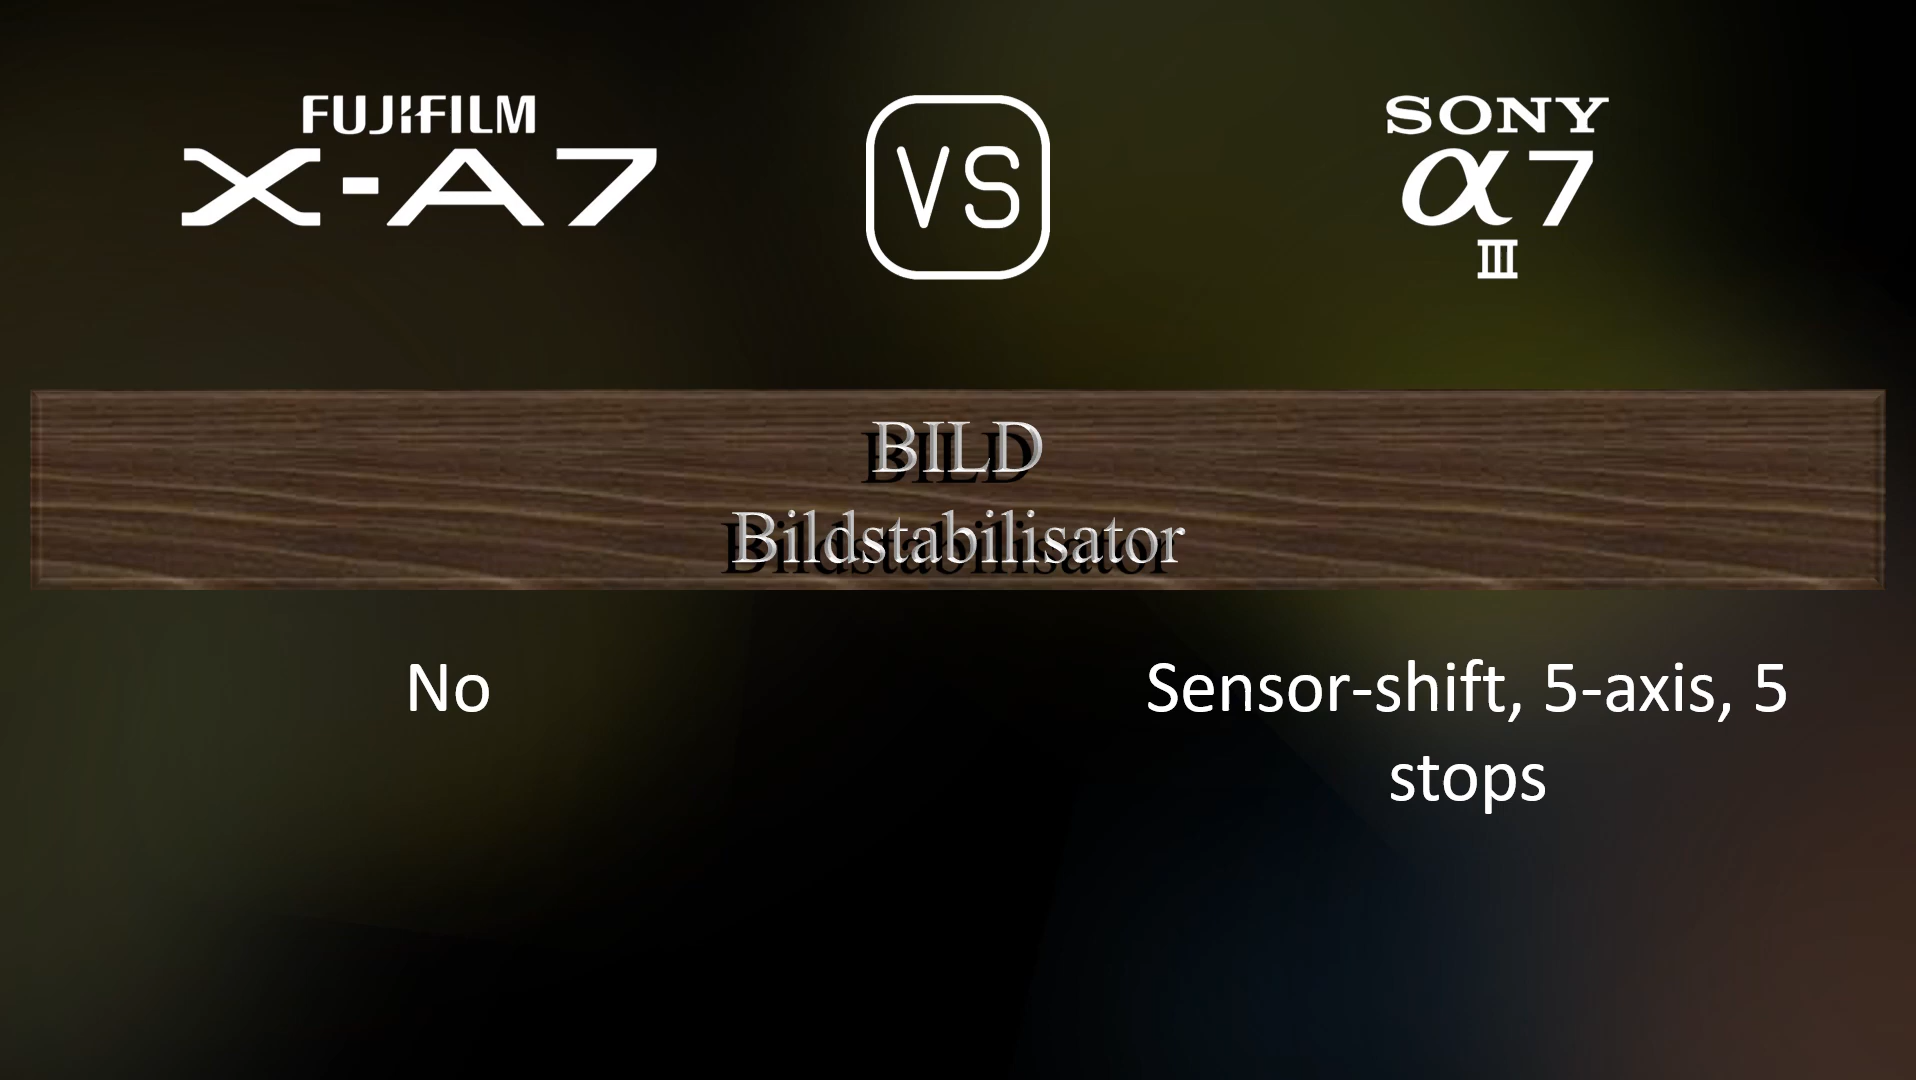 FUJIFILM
X-A7
VS
SONY
α7
III
BILD
Bildstabilisator
No
Sensor-shift, 5-axis, 5
stops